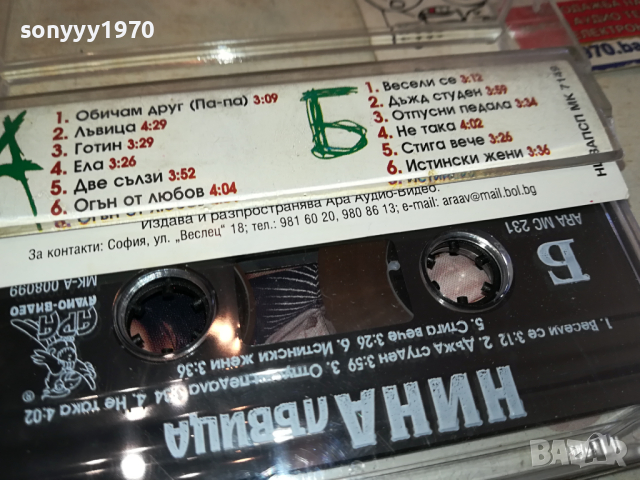 sonyyy1970
А
1. Обичам друг (Па-па) 3:09
2. Лъвица 4:29
3. Готин 3:29
4. Ела 3:26
5. Две сълзи 3:52
6. Огън от любов 4:04
Б
1. Весели се 3:12
2. Дъжд студен 3:59
3. Отпусни педала 3:34
4. Не така 4:02
5. Стига вече 3:26
6. Истински жени 3:36
Издава и разпространява Ара Аудио-Видео.
За контакти: София, ул. „Веслец" 18; тел.: 981 60 20, 980 86 13; e-mail: araav@mail.bol.bg
ARA MC 231
Б
МК-А 008099
АРА
АУДИО-ВИДЕО
1. Весели се 3:12 2. Дъжд студен 3:59 3. Отпусни педала 3:34 4. Не така 4:02
5. Стига вече 3:26 6. Истински жени 3:36
НИНА ЛЪВИЦА
BAZAR